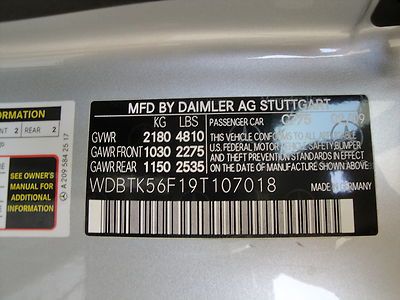 MFD BY DAIMLER AG STUTTGART
KG LBS
GVWR 2180 4810
GAWR FRONT 1030 2275
GAWR REAR 1150 2535
PASSENGER CAR
THIS VEHICLE CONFORMS TO ALL APPLICABLE
U.S. FEDERAL MOTOR VEHICLE SAFETY, BUMPER
AND THEFT PREVENTION STANDARDS IN EFFECT
ON THE DATE OF MANUFACTURE SHOWN ABOVE
WDBTK56F19T107018
MADE IN GERMANY
INFORMATION
2 REAR 2
SEE OWNER'S
MANUAL FOR
ADDITIONAL
INFORMATION
A 209 584 25 17